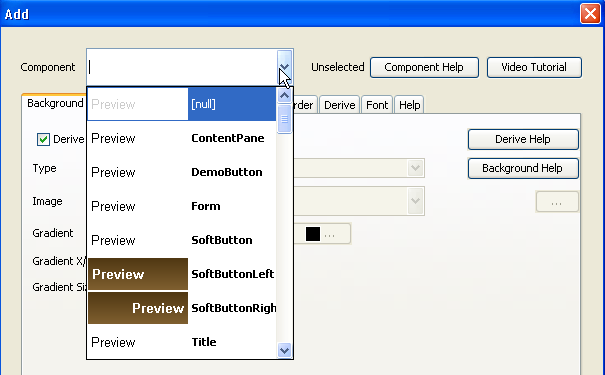 Add
Component Unselected Component Help Video Tutorial
Background rder Derive Font Help
Preview [null]
Preview ContentPane
Preview DemoButton
Preview Form
Preview SoftButton
Preview SoftButtonLeft
Preview SoftButtonRigh
Preview Title
Derive Derive Help
Type Background Help
Image ...
Gradient ...
Gradient X/
Gradient Siz